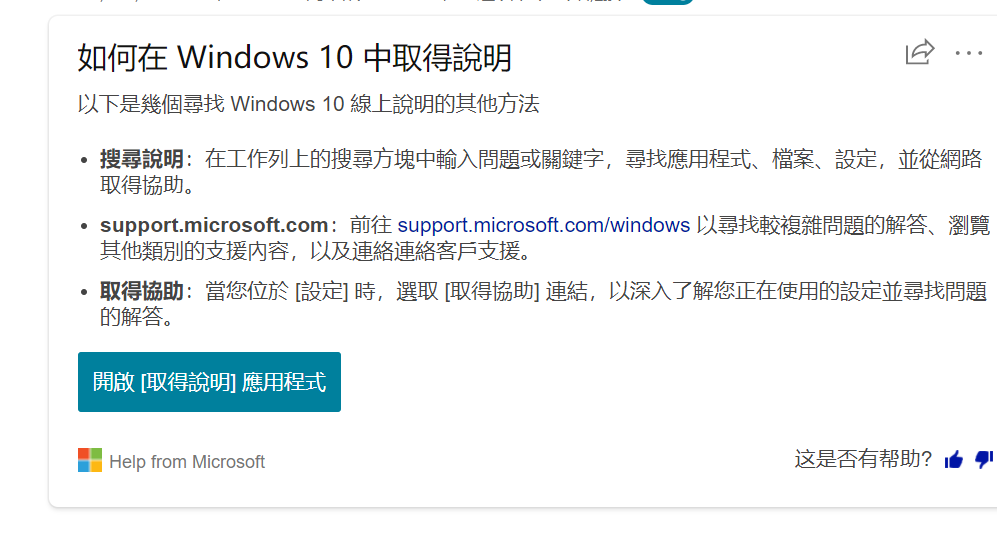 如何在 Windows 10 中取得說明
以下是幾個尋找 Windows 10 線上說明的其他方法
• 搜尋說明：在工作列上的搜尋方塊中輸入問題或關鍵字，尋找應用程式、檔案、設定，並從網路
取得協助。
• support.microsoft.com：前往 support.microsoft.com/windows 以尋找較複雜問題的解答、瀏覽
其他類別的支援內容，以及連絡連絡客戶支援。
• 取得協助：當您位於 [設定] 時，選取 [取得協助] 連結，以深入了解您正在使用的設定並尋找問題
的解答。
開啟 [取得說明] 應用程式
Help from Microsoft
这是否有帮助?